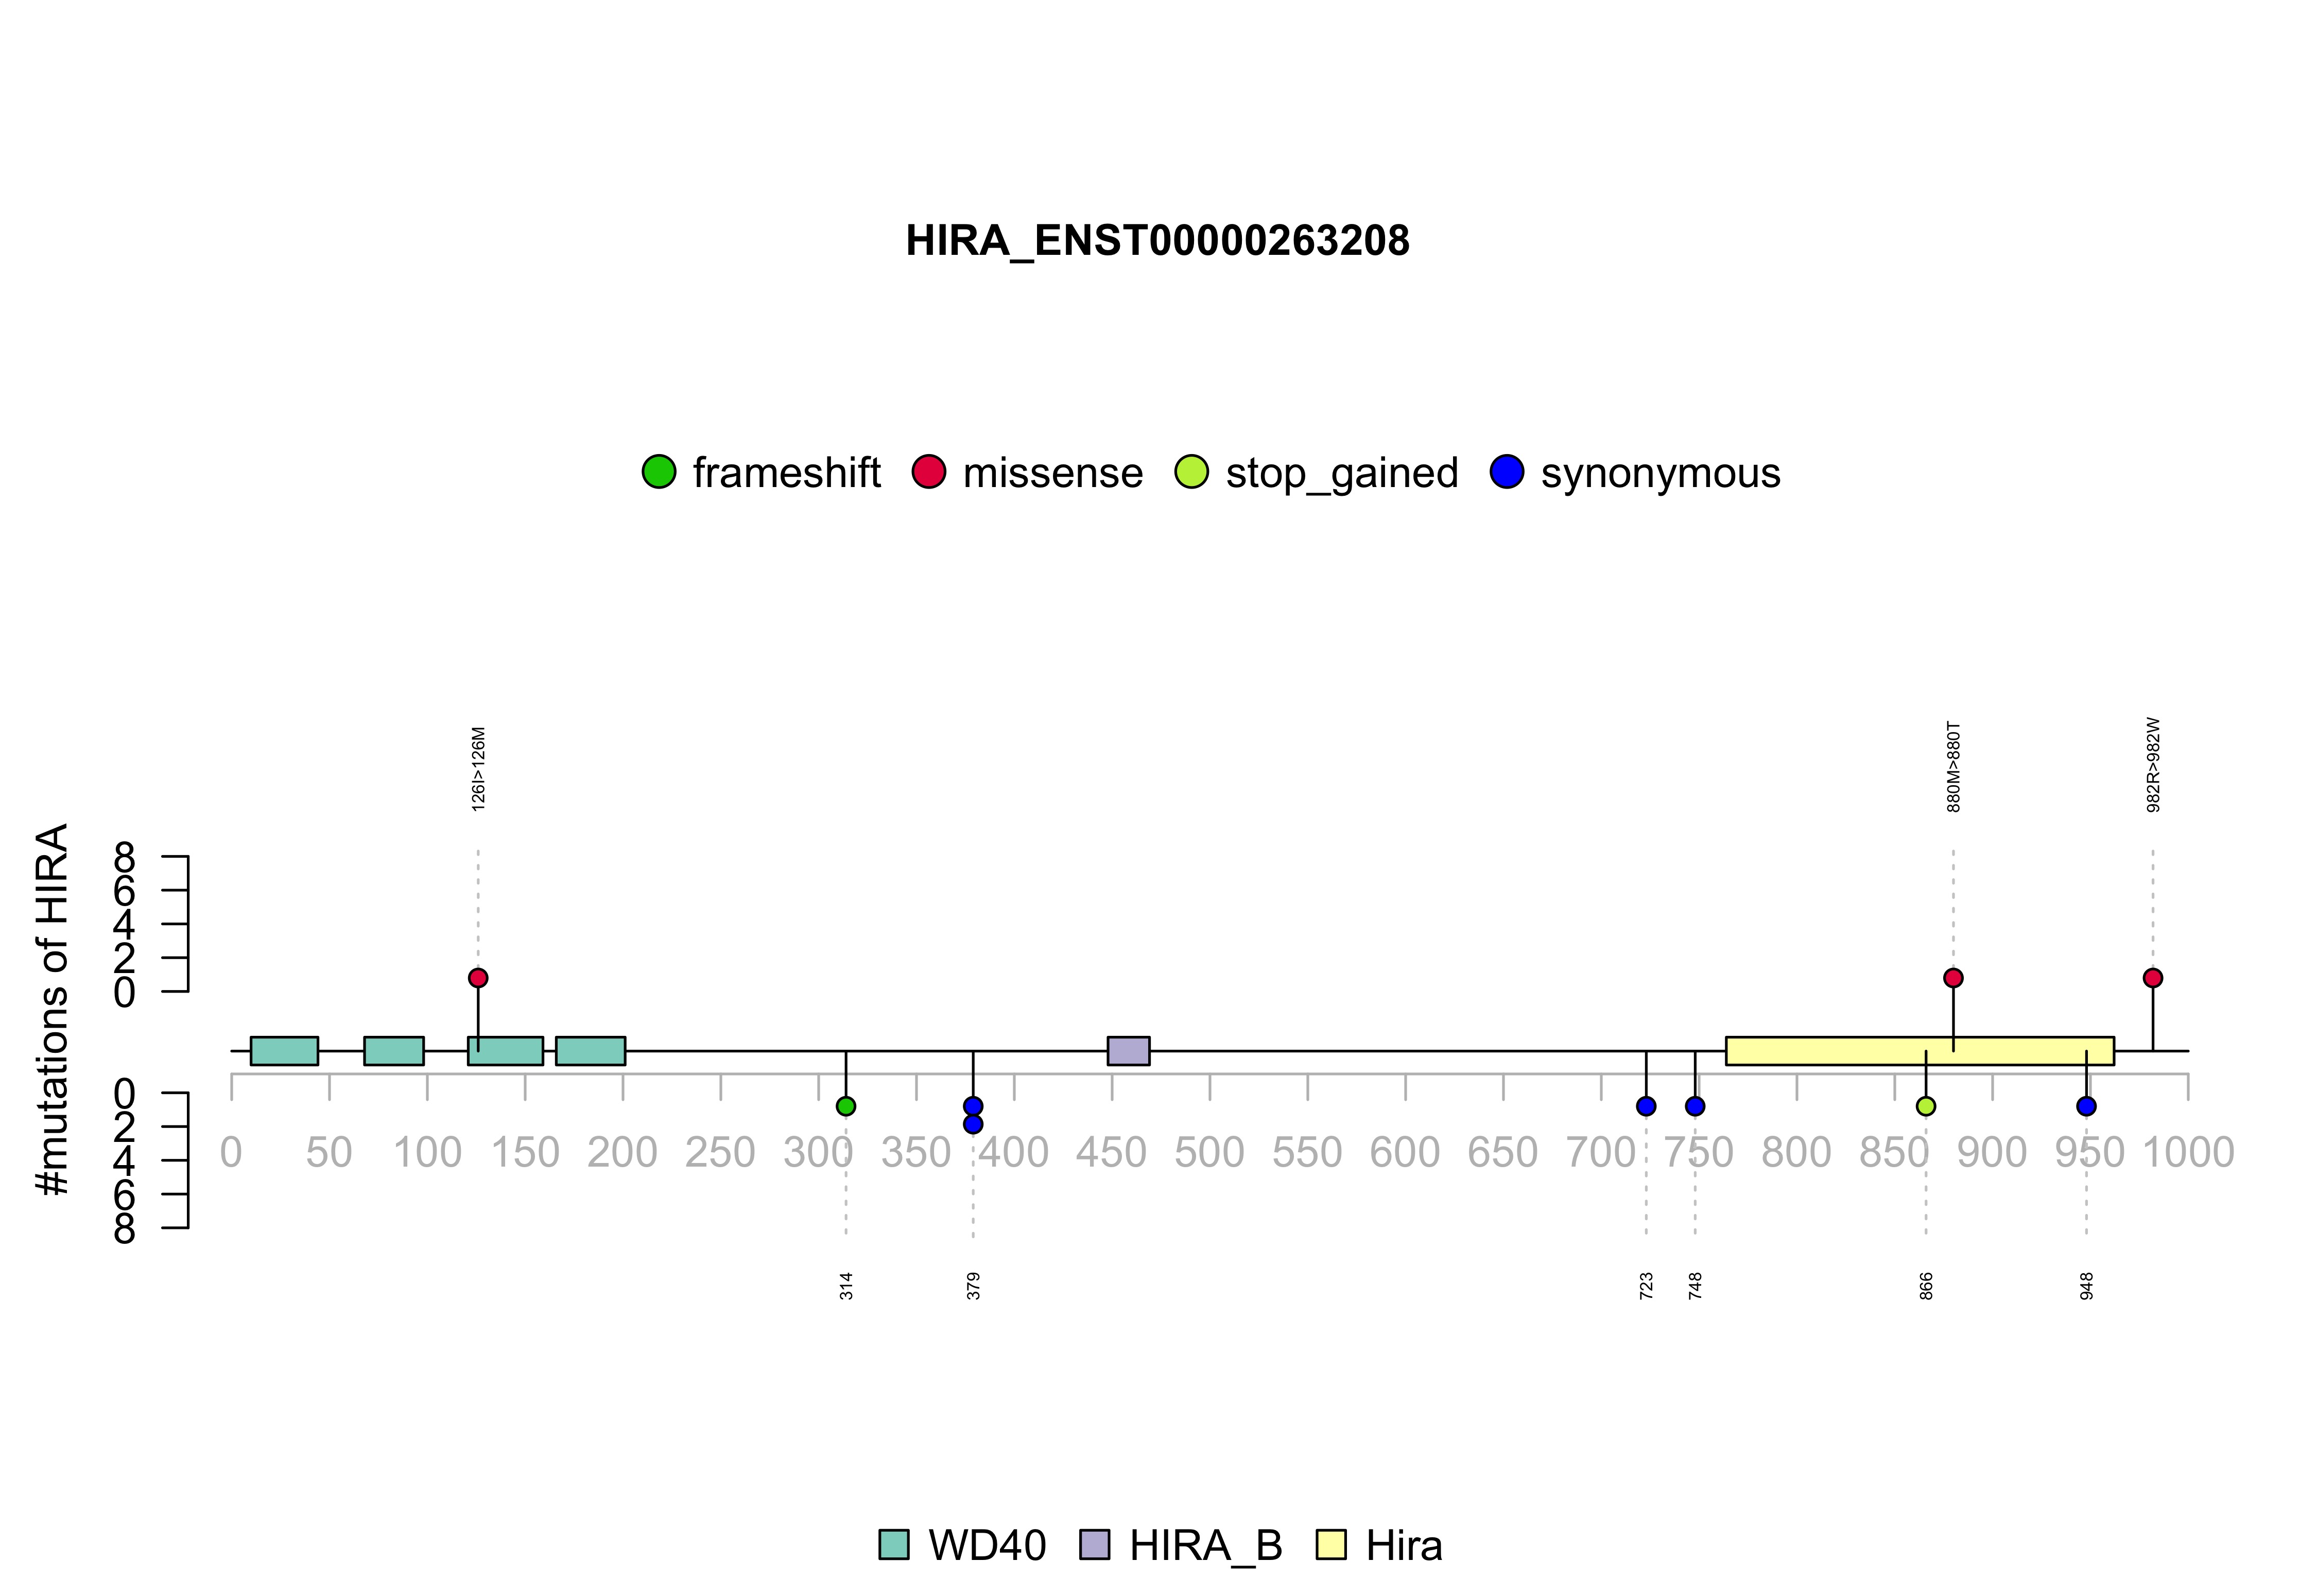 HIRA_ENST00000263208
frameshift missense stop_gained synonymous
126I>126M 880M>880T 982R>982W
#mutations of HIRA
8
6
4
2
0
0
2
4
6
8
0 50 100 150 200 250 300 350 400 450 500 550 600 650 700 750 800 850 900 950 1000
314 379 723 748 866 948
WD40 HIRA_B Hira